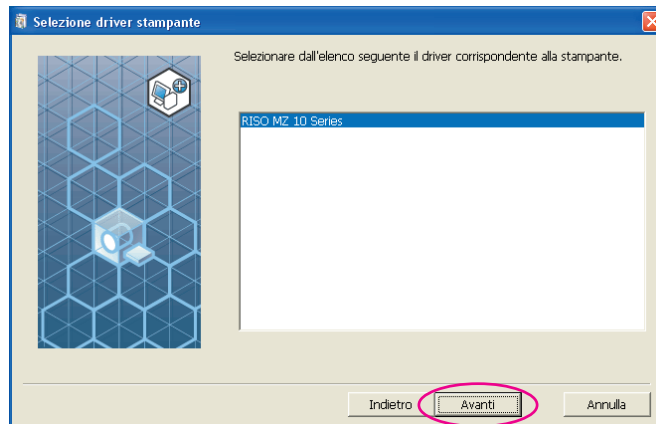 Selezione driver stampante
Selezionare dall'elenco seguente il driver corrispondente alla stampante.
RISO MZ 10 Series
Indietro
Avanti
Annulla